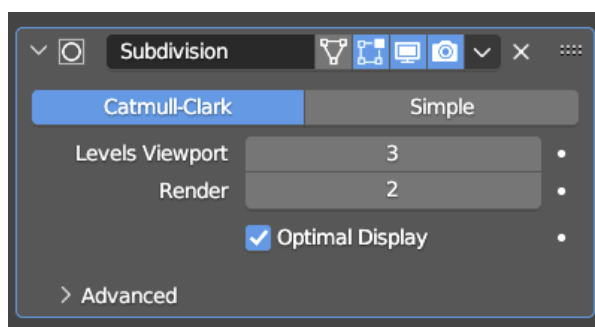 Subdivision
Catmull-Clark Simple
Levels Viewport 3
Render 2
Optimal Display
Advanced